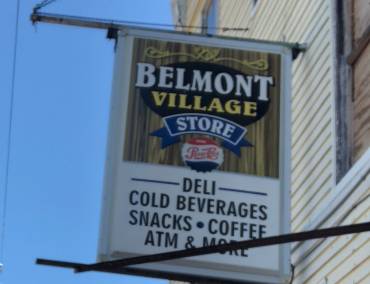 BELMONT
VILLAGE
STORE
Pepsi-Cola
DELI
COLD BEVERAGES
SNACKS • COFFEE
ATM & MORE